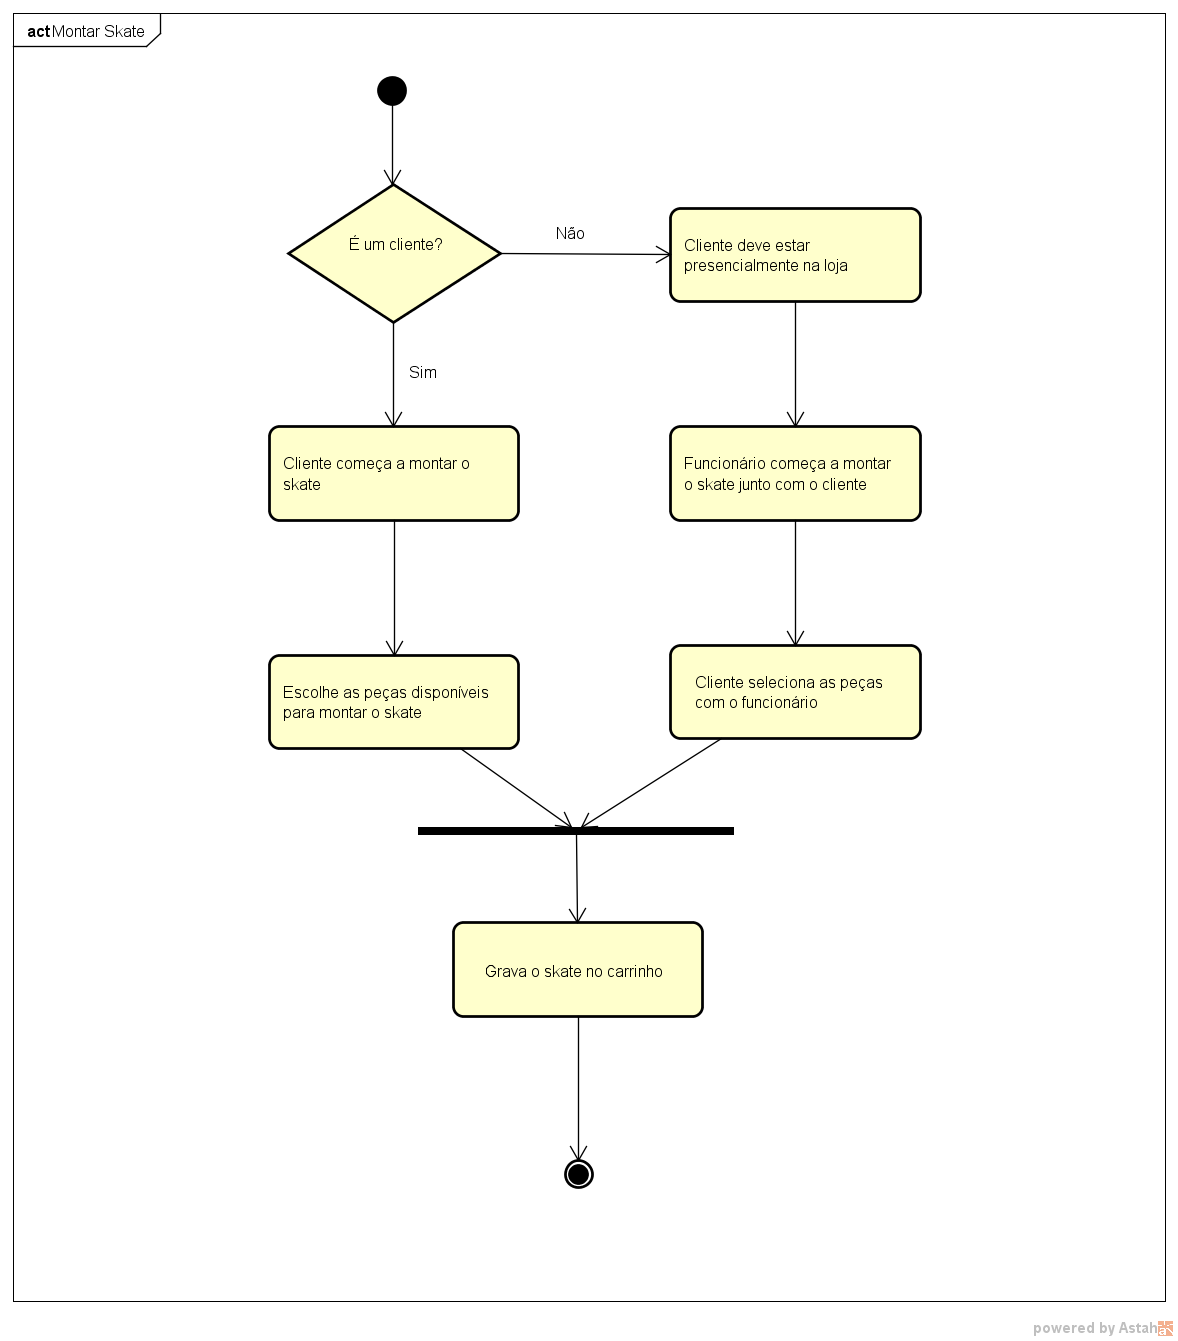 act Montar Skate
É um cliente?
Não
Cliente deve estar
presencialmente na loja
Sim
Cliente começa a montar o
skate
Funcionário começa a montar
o skate junto com o cliente
Escolhe as peças disponíveis
para montar o skate
Cliente seleciona as peças
com o funcionário
Grava o skate no carrinho
powered by Astah